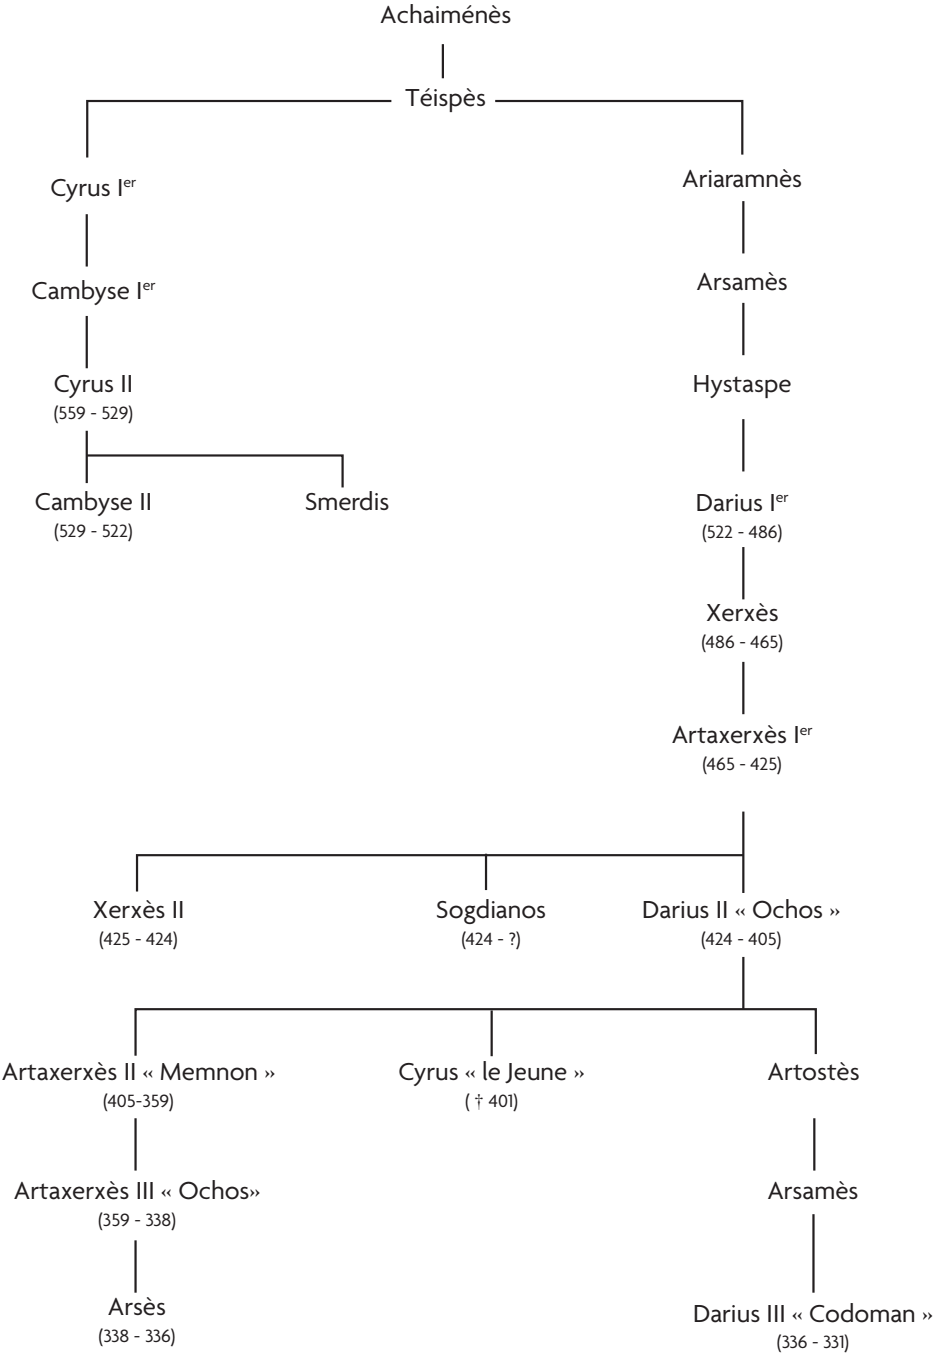 Achaiménès
Téispès
Cyrus Ier
Ariaramnès
Cambyse Ier
Arsamès
Cyrus II
(559 - 529)
Hystaspe
Cambyse II
(529 - 522)
Smerdis
Darius Ier
(522 - 486)
Xerxès
(486 - 465)
Artaxerxès Ier
(465 - 425)
Xerxès II
(425 - 424)
Sogdianos
(424 - ?)
Darius II « Ochos »
(424 - 405)
Artaxerxès II « Memnon »
(405-359)
Cyrus « le Jeune »
( † 401)
Artostès
Artaxerxès III « Ochos»
(359 - 338)
Arsamès
Arsès
(338 - 336)
Darius III « Codoman »
(336 - 331)